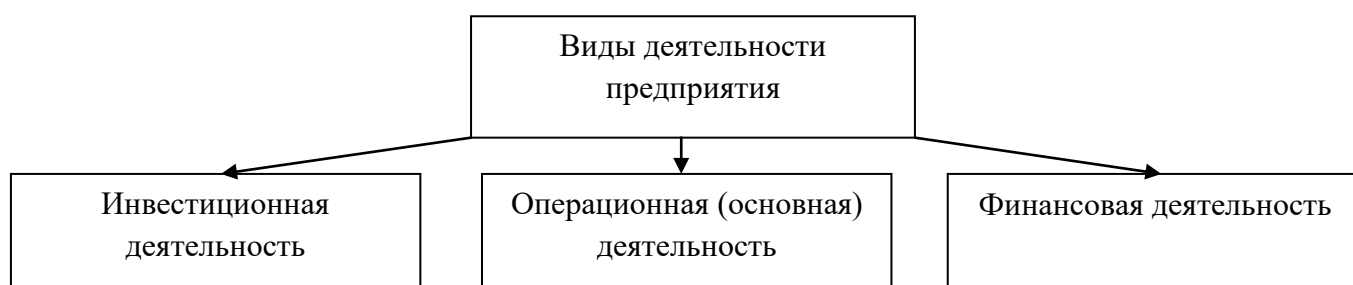 Виды деятельности
предприятия
Инвестиционная
деятельность
Операционная (основная)
деятельность
Финансовая деятельность